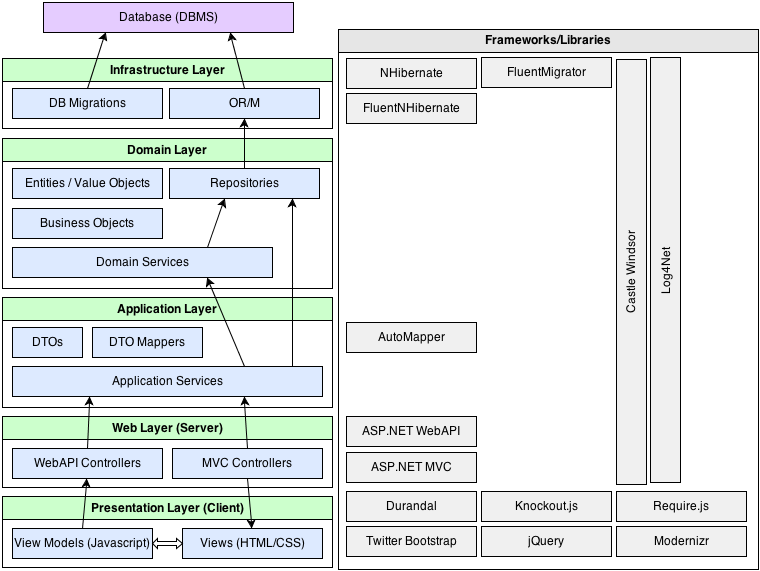 Database (DBMS)
Infrastructure Layer
DB Migrations
OR/M
Domain Layer
Entities / Value Objects
Repositories
Business Objects
Domain Services
Application Layer
DTOs
DTO Mappers
Application Services
Web Layer (Server)
WebAPI Controllers
MVC Controllers
Presentation Layer (Client)
View Models (Javascript)
Views (HTML/CSS)
Frameworks/Libraries
NHibernate
FluentMigrator
FluentNHibernate
Castle Windsor
Log4Net
AutoMapper
ASP.NET WebAPI
ASP.NET MVC
Durandal
Knockout.js
Require.js
Twitter Bootstrap
jQuery
Modernizr